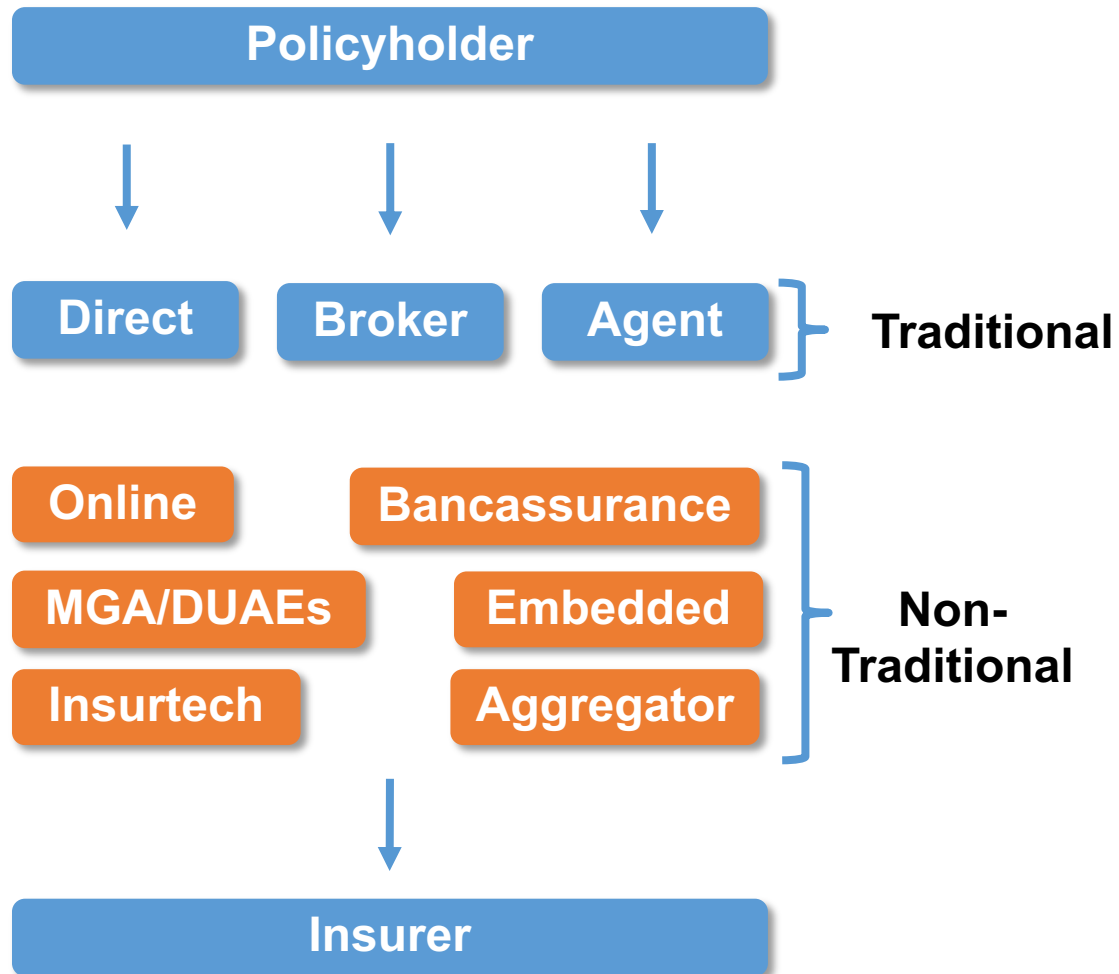 Policyholder
Direct
Broker
Agent
Traditional
Online
Bancassurance
MGA/DUAEs
Embedded
Non-
Traditional
Insurtech
Aggregator
Insurer